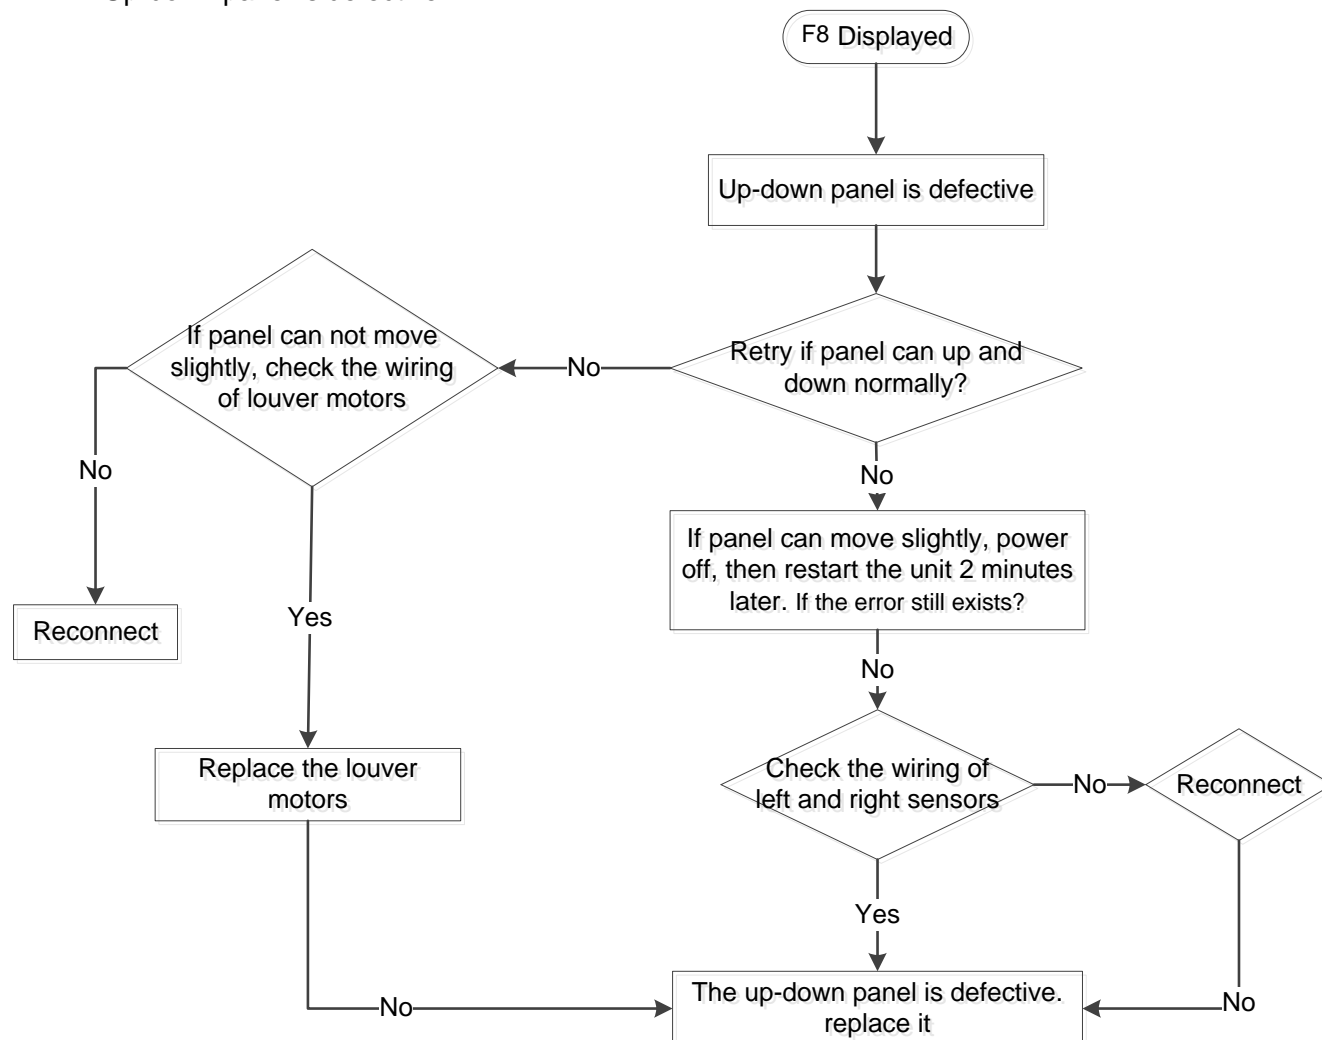 F8 Displayed
Up-down panel is defective
Retry if panel can up and
down normally?
No
If panel can not move
slightly, check the wiring
of louver motors
No
Reconnect
Yes
Replace the louver
motors
No
No
If panel can move slightly, power
off, then restart the unit 2 minutes
later. If the error still exists?
No
Check the wiring of
left and right sensors
No
Reconnect
No
Yes
The up-down panel is defective.
replace it